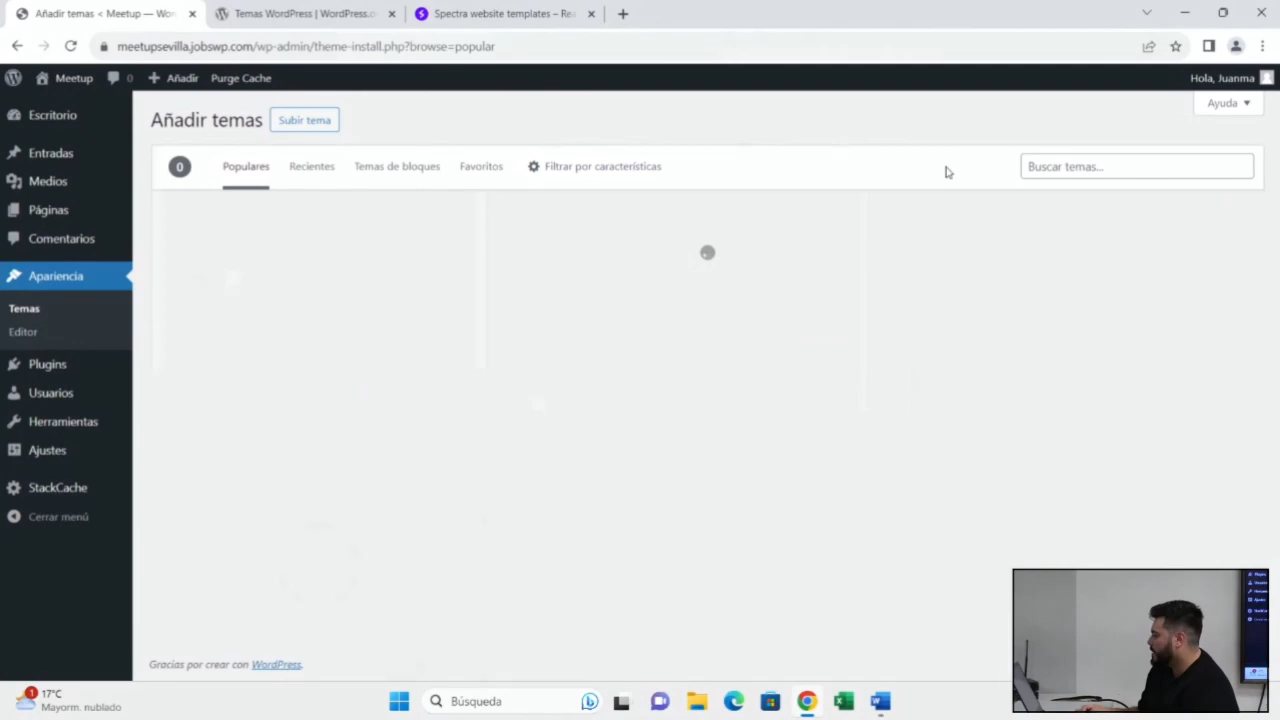 Añadir temas < Meetup — Wor
Temas WordPress | WordPress.o
Spectra website templates – Re
meetupsevilla.jobswp.com/wp-admin/theme-install.php?browse=popular
Meetup
0
Añadir
Purge Cache
Hola, Juanma
Escritorio
Entradas
Medios
Páginas
Comentarios
Apariencia
Temas
Editor
Plugins
Usuarios
Herramientas
Ajustes
StackCache
Cerrar menú
Ayuda ▼
Añadir temas
Subir tema
0
Populares
Recientes
Temas de bloques
Favoritos
Filtrar por características
Buscar temas...
Gracias por crear con WordPress.
1
17°C
Mayorm. nublado
Búsqueda